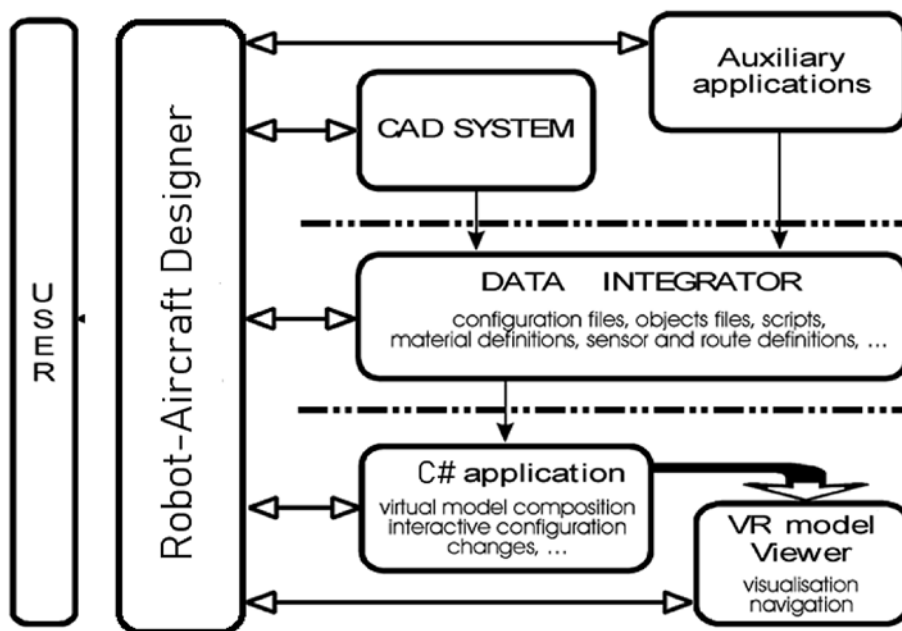 USER
Robot-Aircraft Designer
Auxiliary
applications
CAD SYSTEM
DATA INTEGRATOR
configuration files, objects files, scripts,
material definitions, sensor and route definitions, ...
C# application
virtual model composition
interactive configuration
changes, ...
VR model
Viewer
visualisation
navigation